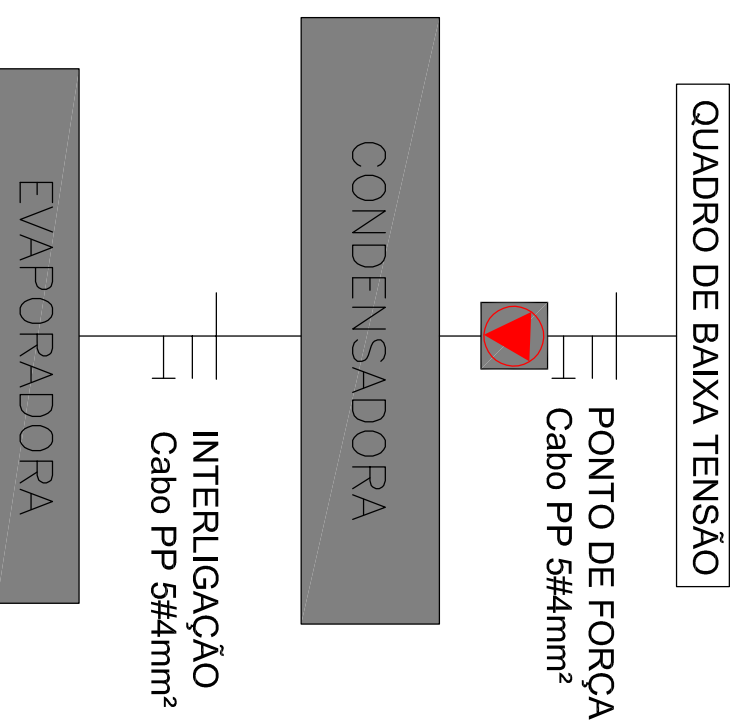 QUADRO DE BAIXA TENSÃO
PONTO DE FORÇA
Cabo PP 5#4mm²
CONDENSADORA
INTERLIGAÇÃO
Cabo PP 5#4mm²
EVAPORADORA